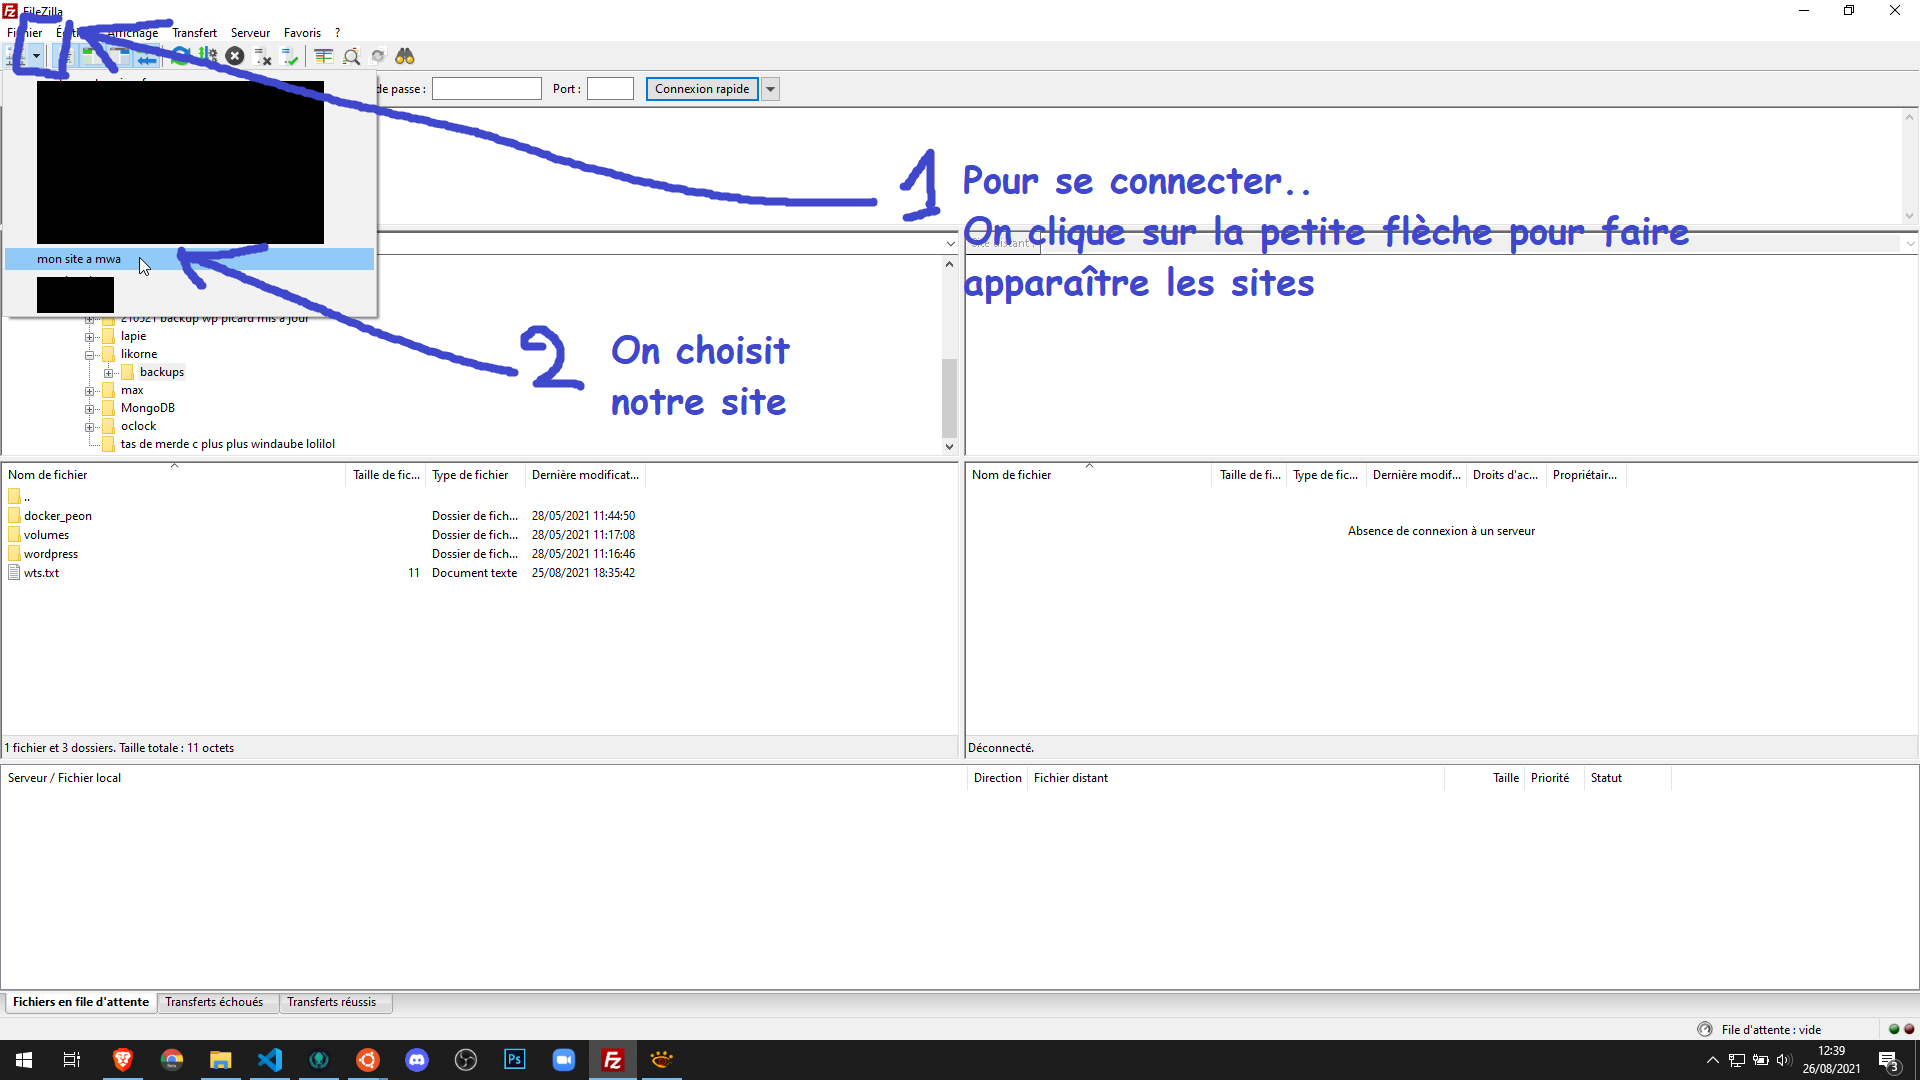 FileZilla
Fichier
Affichage Transfert Serveur Favoris ?
de passe : Port : Connexion rapide
1 Pour se connecter..
On clique sur la petite flèche pour faire
apparaître les sites
mon site a mwa
210521 backup wp picard mis a jour
lapie
likorne
backups
max
MongoDB
oclock
tas de merde c plus plus windaube lolilol
2 On choisit
notre site
Nom de fichier Taille de fic... Type de fichier Dernière modificat...
..
docker_peon Dossier de fich... 28/05/2021 11:44:50
volumes Dossier de fich... 28/05/2021 11:17:08
wordpress Dossier de fich... 28/05/2021 11:16:46
wts.txt 11 Document texte 25/08/2021 18:35:42
1 fichier et 3 dossiers. Taille totale : 11 octets
Nom de fichier Taille de fi... Type de fic... Dernière modif... Droits d'ac... Propriétair...
Absence de connexion à un serveur
Déconnecté.
Serveur / Fichier local Direction Fichier distant Taille Priorité Statut
Fichiers en file d'attente Transferts échoués Transferts réussis
File d'attente : vide
Ps
Fz
12:39
26/08/2021
3